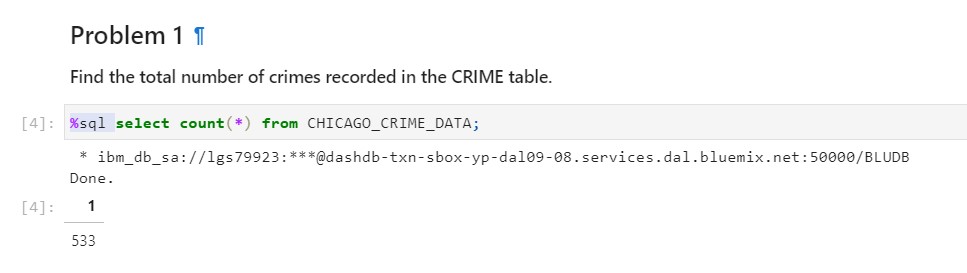 Problem 1 ¶
Find the total number of crimes recorded in the CRIME table.
[4]: %sql select count(*) from CHICAGO_CRIME_DATA;
* ibm_db_sa://lgs79923:***@dashdb-txn-sbox-yp-dal09-08.services.dal.bluemix.net:50000/BLUDB
Done.
[4]: 1
533